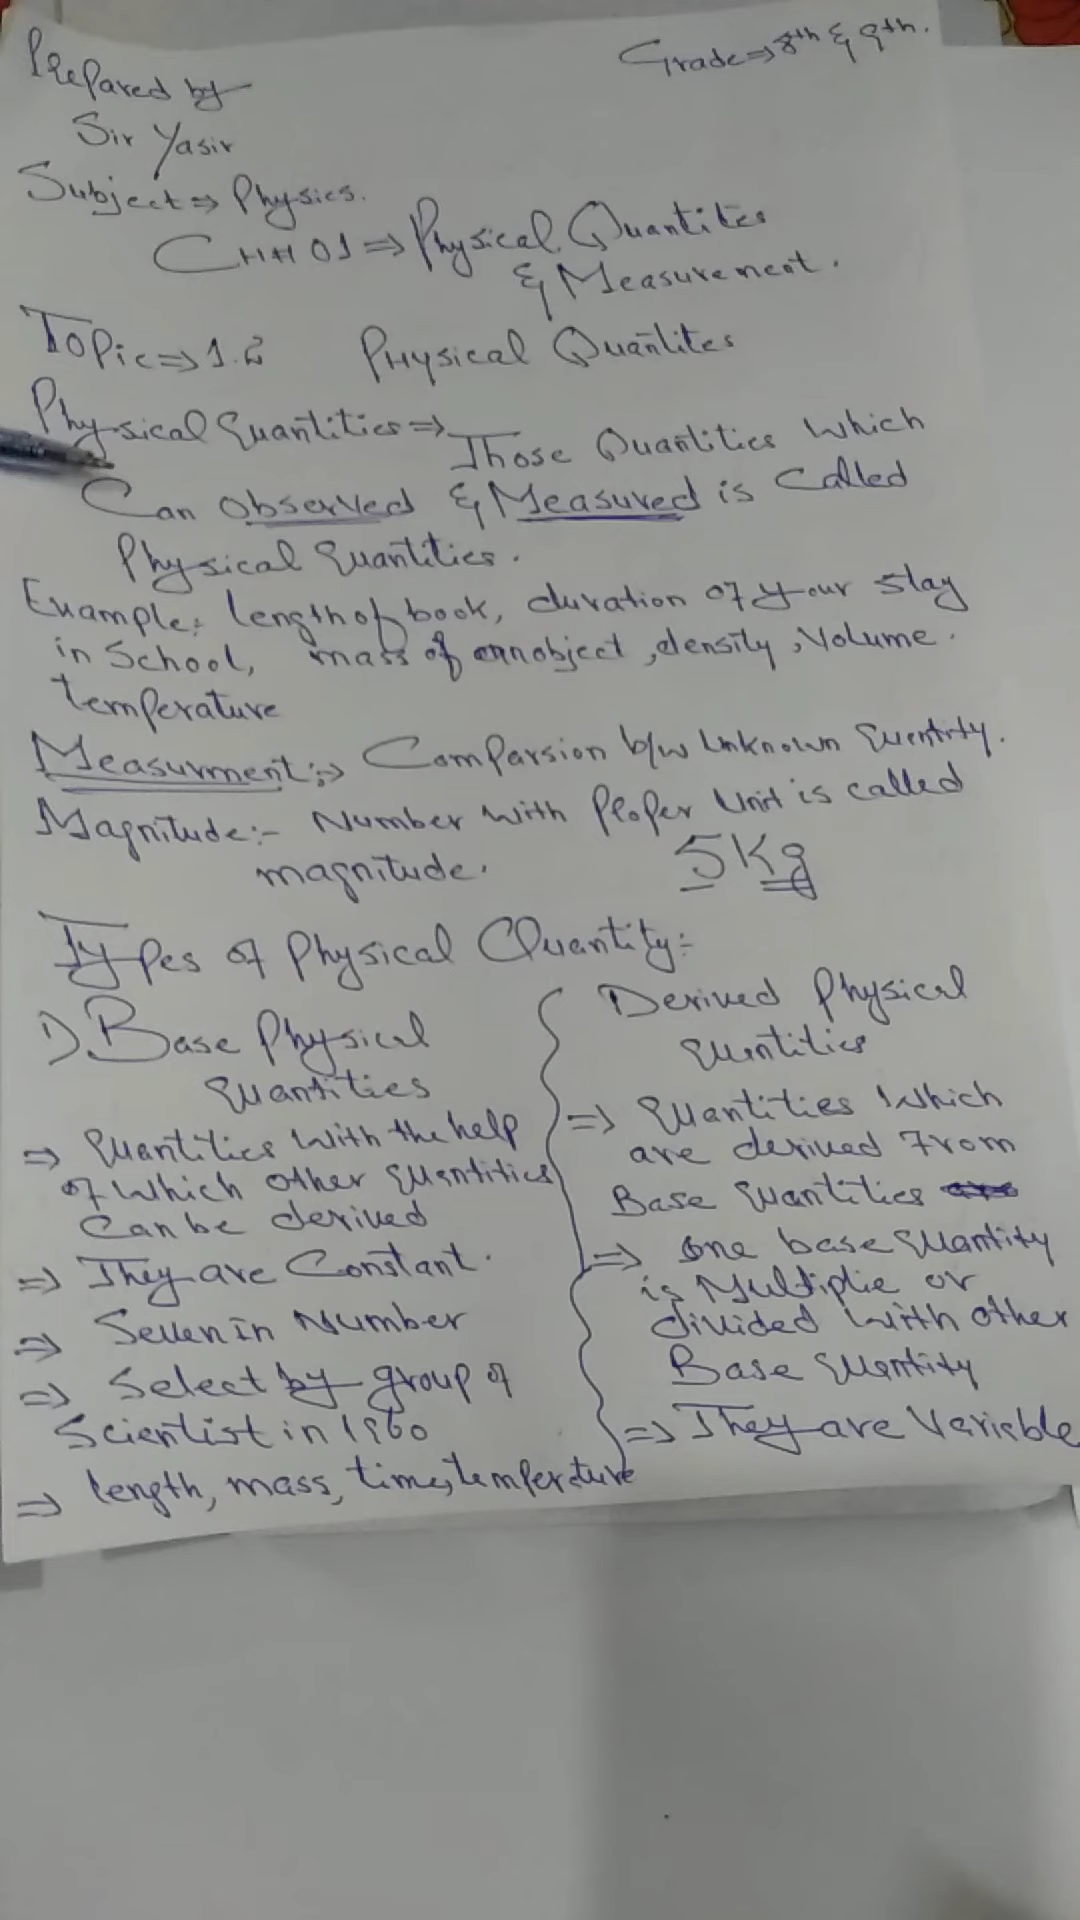 Grade⇒ 8th & 9th.
Prepared by
Sir Yasir
Subject⇒ Physics.
CHH 01 ⇒ Physical Quantites
& Measurement.
Topic⇒ 1.2 Physical Quantites
Physical Quantities ⇒ Those Quantities Which
Can Observed & Measured is Called
Physical Quantities.
Example: length of book, duration of your stay
in School, mass of an object, density, Volume.
temperature
Measurment:⇒ Comparsion b/w Unknown Quentity.
Magnitude:- Number with Proper Unit is called
magnitude. 5 Kg
Types of Physical Quantity:
1) Base Physical
Quantities
⇒ Quantities with the help
of which other Quantities
Can be derived
⇒ They are Constant.
⇒ Seven in Number
⇒ Select by group of
Scientist in 1960
⇒ length, mass, time, temperature
Derived Physical
Quantities
⇒ Quantities Which
are derived from
Base Quantities
⇒ One base Quantity
is Multiplie or
divided with other
Base Quantity
⇒ They are Variable